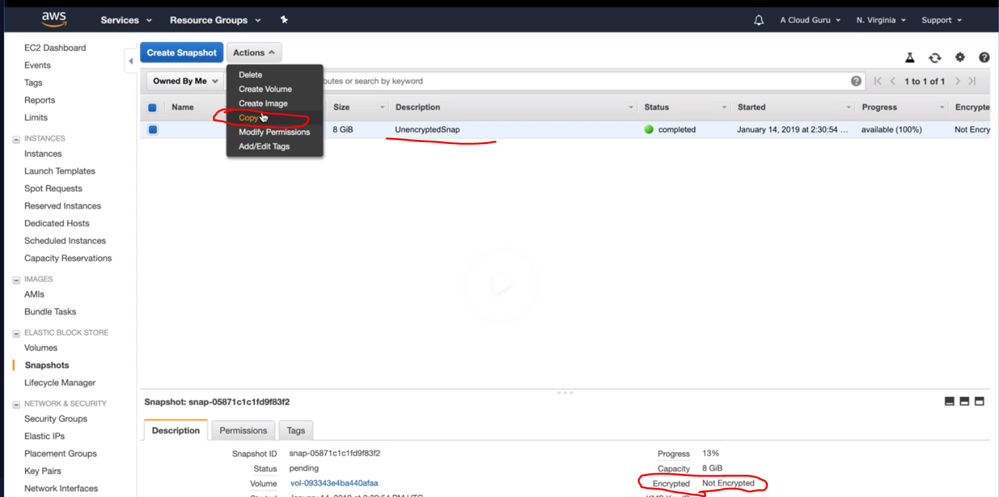 aws Services Resource Groups A Cloud Guru N. Virginia Support
EC2 Dashboard
Events
Tags
Reports
Limits
INSTANCES
Instances
Launch Templates
Spot Requests
Reserved Instances
Dedicated Hosts
Scheduled Instances
Capacity Reservations
IMAGES
AMIs
Bundle Tasks
ELASTIC BLOCK STORE
Volumes
Snapshots
Lifecycle Manager
NETWORK & SECURITY
Security Groups
Elastic IPs
Placement Groups
Key Pairs
Network Interfaces
Create Snapshot Actions
Delete
Create Volume
Create Image
Copy
Modify Permissions
Add/Edit Tags
Owned By Me butes or search by keyword 1 to 1 of 1
Name Size Description Status Started Progress Encrypte
8 GiB UnencryptedSnap completed January 14, 2019 at 2:30:54 ... available (100%) Not Encry
Snapshot: snap-05871c1c1fd9f83f2
Description Permissions Tags
Snapshot ID snap-05871c1c1fd9f83f2 Progress 13%
Status pending Capacity 8 GiB
Volume vol-093343e4ba440afaa Encrypted Not Encrypted